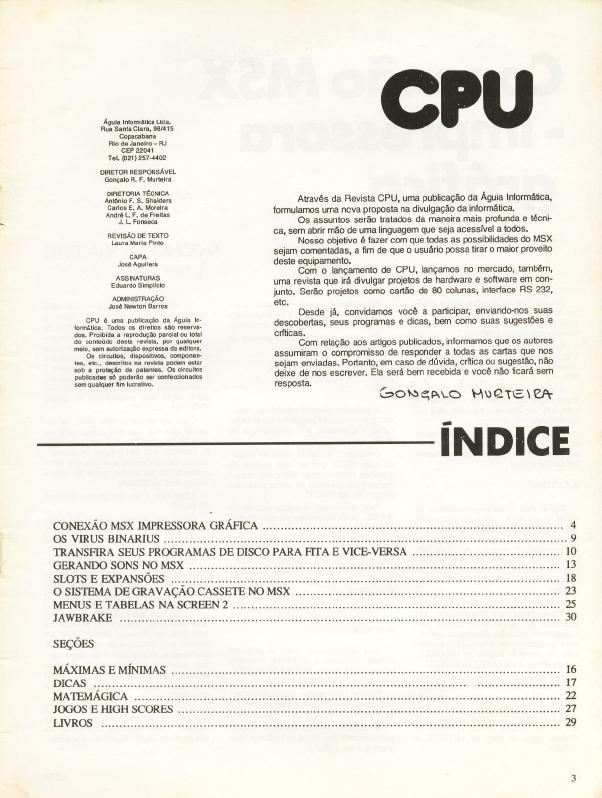 CPU
Águia Informática Ltda.
Rua Santa Clara, 98/415
Copacabana
Rio de Janeiro – RJ
CEP 22041
Tel. (021) 257-4402
DIRETOR RESPONSÁVEL
Gonçalo R. F. Murteira
DIRETORIA TÉCNICA
Antônio F. S. Shalders
Carlos E. A. Moreira
André L. F. de Freitas
J. L. Fonseca
REVISÃO DE TEXTO
Laura Maria Pinto
CAPA
José Aguilera
ASSINATURAS
Eduardo Simplício
ADMINISTRAÇÃO
José Newton Barros
CPU é uma publicação da Águia In-
formática. Todos os direitos são reserva-
dos. Proibida a reprodução parcial ou total
do conteúdo desta revista, por qualquer
meio, sem autorização expressa da editora.
Os circuitos, dispositivos, componen-
tes, etc., descritos na revista podem estar
sob a proteção de patentes. Os circuitos
publicados só poderão ser confeccionados
sem qualquer fim lucrativo.
Através da Revista CPU, uma publicação da Águia Informática,
formulamos uma nova proposta na divulgação da informática.
Os assuntos serão tratados da maneira mais profunda e técni-
ca, sem abrir mão de uma linguagem que seja acessível a todos.
Nosso objetivo é fazer com que todas as possibilidades do MSX
sejam comentadas, a fim de que o usuário possa tirar o maior proveito
deste equipamento.
Com o lançamento de CPU, lançamos no mercado, também,
uma revista que irá divulgar projetos de hardware e software em con-
junto. Serão projetos como cartão de 80 colunas, interface RS 232,
etc.
Desde já, convidamos você a participar, enviando-nos suas
descobertas, seus programas e dicas, bem como suas sugestões e
críticas.
Com relação aos artigos publicados, informamos que os autores
assumiram o compromisso de responder a todas as cartas que nos
sejam enviadas. Portanto, em caso de dúvida, crítica ou sugestão, não
deixe de nos escrever. Ela será bem recebida e você não ficará sem
resposta.
GONÇALO MURTEIRA
ÍNDICE
CONEXÃO MSX IMPRESSORA GRÁFICA ... 4
OS VIRUS BINARIUS ... 9
TRANSFIRA SEUS PROGRAMAS DE DISCO PARA FITA E VICE-VERSA ... 10
GERANDO SONS NO MSX ... 13
SLOTS E EXPANSÕES ... 18
O SISTEMA DE GRAVAÇÃO CASSETE NO MSX ... 23
MENUS E TABELAS NA SCREEN 2 ... 25
JAWBRAKE ... 30
SEÇÕES
MÁXIMAS E MÍNIMAS ... 16
DICAS ... 17
MATEMÁGICA ... 22
JOGOS E HIGH SCORES ... 27
LIVROS ... 29
3